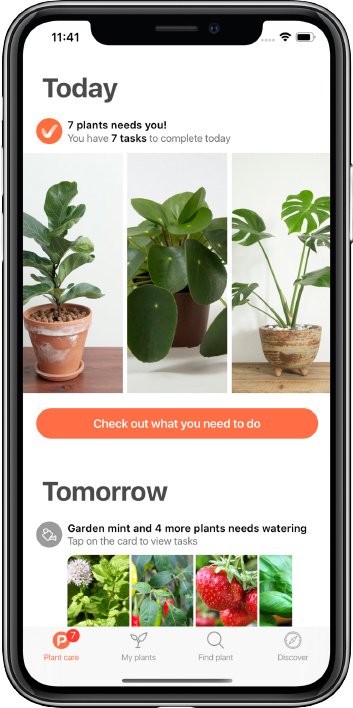 11:41
Today
7 plants needs you!
You have 7 tasks to complete today
Check out what you need to do
Tomorrow
Garden mint and 4 more plants needs watering
Tap on the card to view tasks
P 7
Plant care
My plants
Find plant
Discover